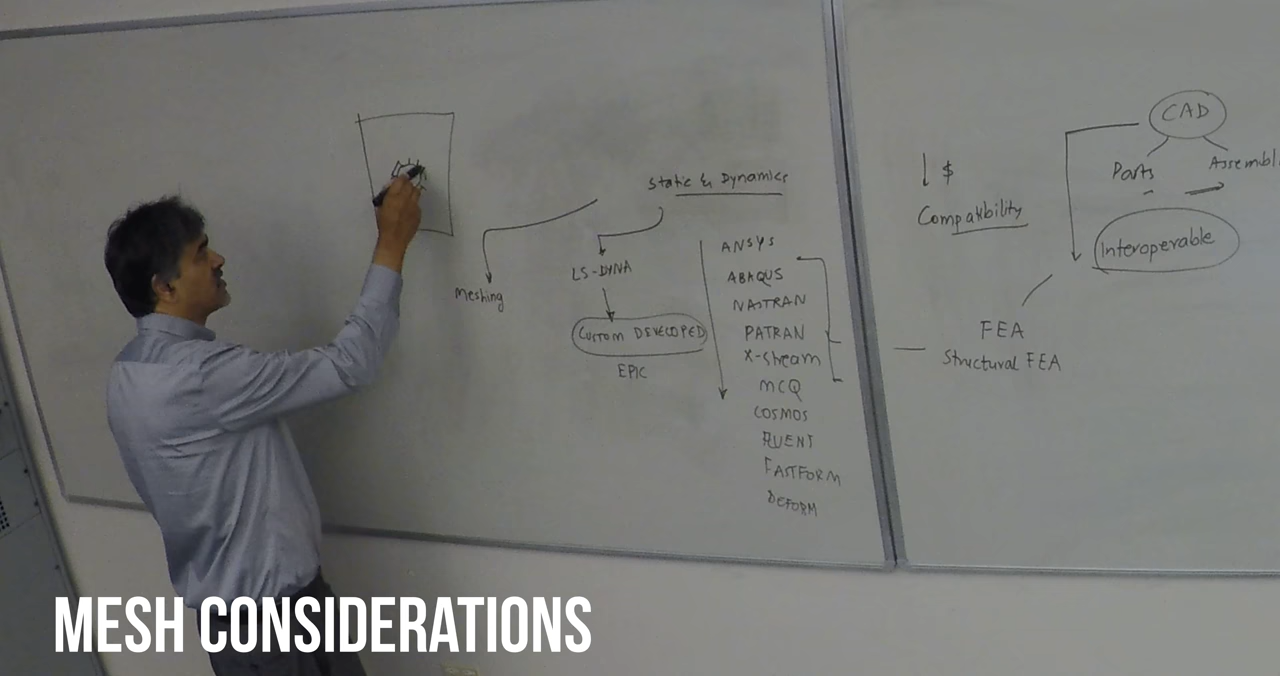 Static & Dynamics
Meshing
LS-DYNA
CUSTOM DEVELOPED
EPIC
ANSYS
ABAQUS
NASTRAN
PATRAN
X-Stream
MCQ
COSMOS
FLUENT
FASTFORM
DEFORM
$
Compatibility
CAD
Parts
Assembli
Interoperable
FEA
Structural FEA
MESH CONSIDERATIONS